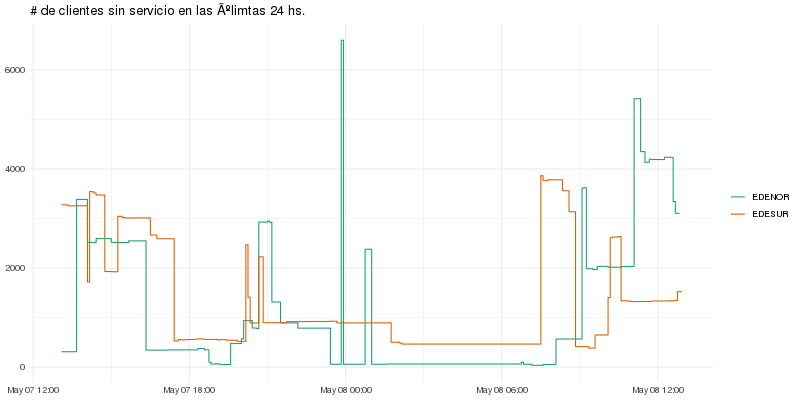 # de clientes sin servicio en las Ãºlimtas 24 hs.
6000
4000
2000
0
May 07 12:00
May 07 18:00
May 08 00:00
May 08 06:00
May 08 12:00
EDENOR
EDESUR